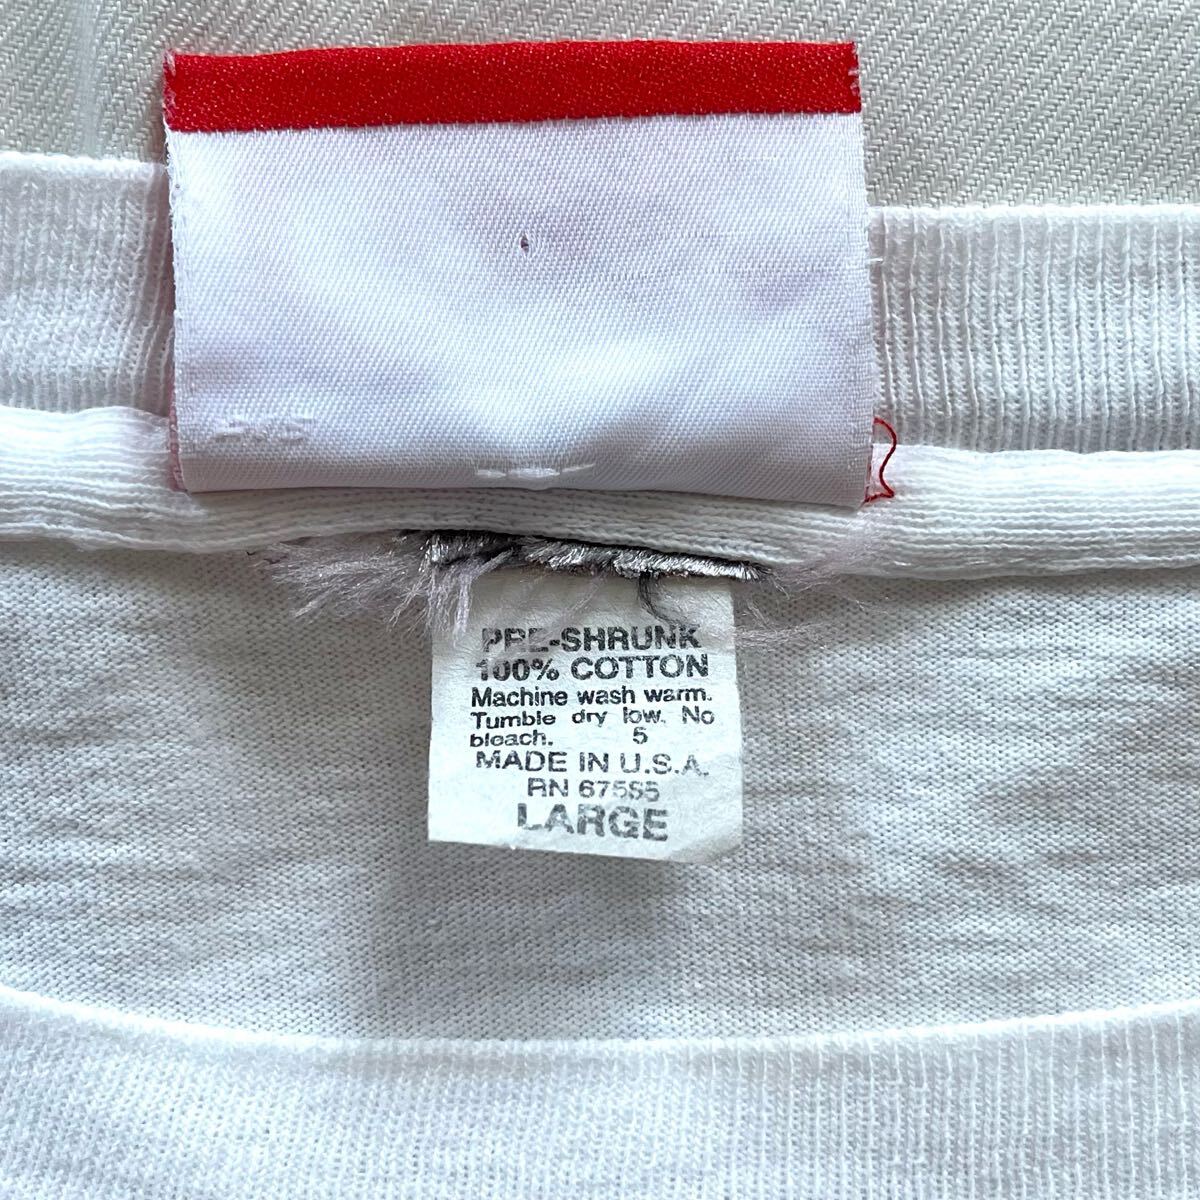 PRE-SHRUNK
100% COTTON
Machine wash warm.
Tumble dry low. No
bleach. 5
MADE IN U.S.A.
RN 67555
LARGE